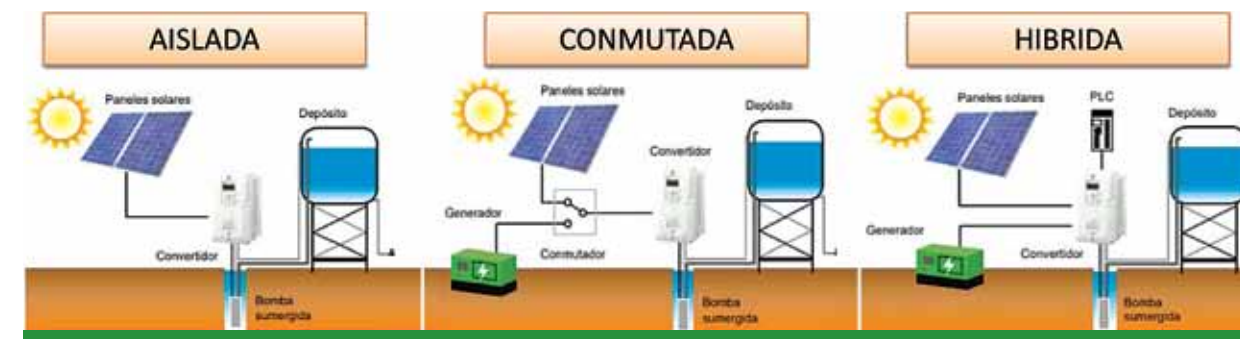 AISLADA
Paneles solares
Depósito
Convertidor
Bomba
sumergida
CONMUTADA
Paneles solares
Depósito
Convertidor
Generador
Conmutador
Bomba
sumergida
HIBRIDA
Paneles solares
PLC
Depósito
Generador
Convertidor
Bomba
sumergida